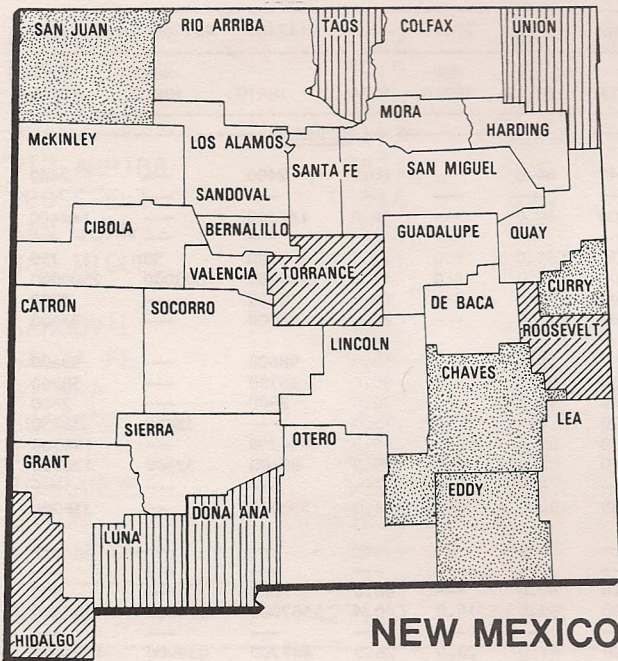 SAN JUAN
RIO ARRIBA
TAOS
COLFAX
UNION
MORA
HARDING
McKINLEY
LOS ALAMOS
SANTA FE
SAN MIGUEL
SANDOVAL
CIBOLA
BERNALILLO
GUADALUPE
QUAY
VALENCIA
TORRANCE
CURRY
CATRON
SOCORRO
DE BACA
ROOSEVELT
LINCOLN
CHAVES
LEA
SIERRA
OTERO
GRANT
EDDY
LUNA
DONA ANA
HIDALGO
NEW MEXICO